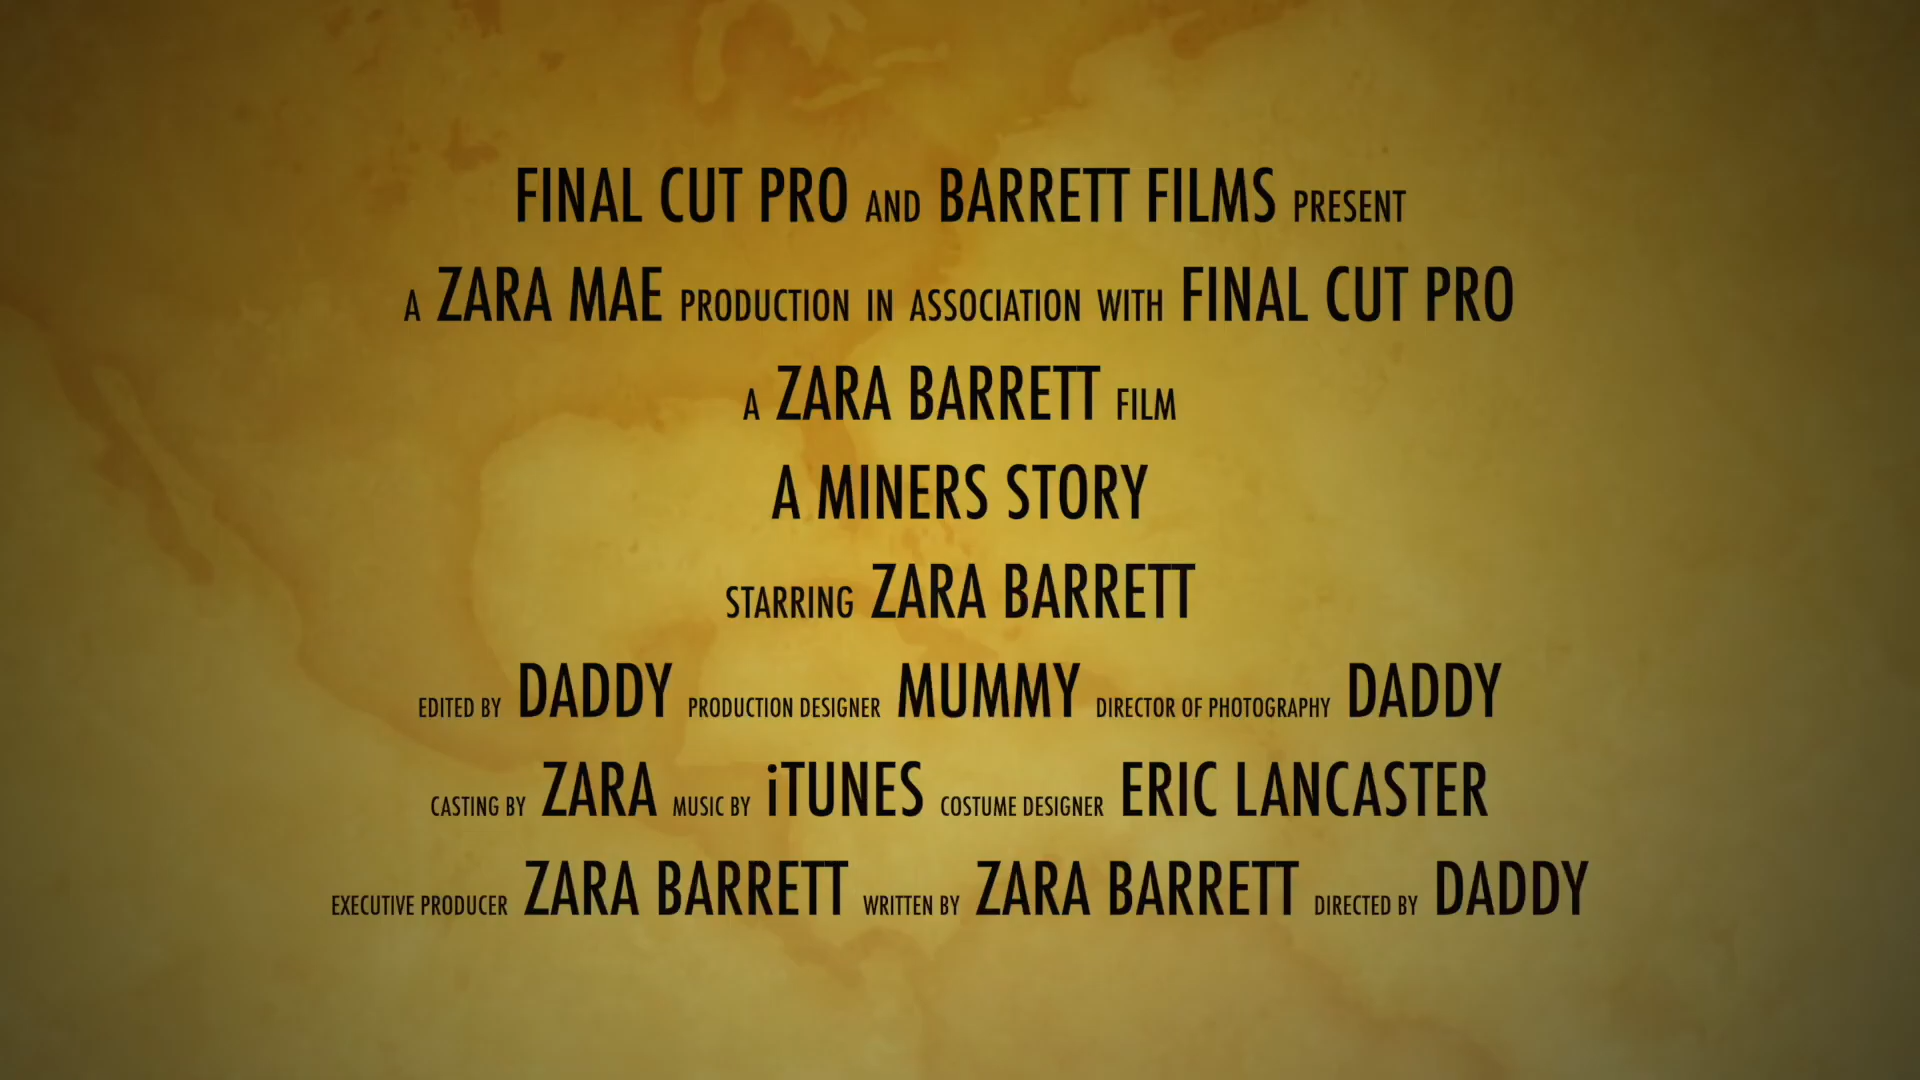 FINAL CUT PRO AND BARRETT FILMS PRESENT
A ZARA MAE PRODUCTION IN ASSOCIATION WITH FINAL CUT PRO
A ZARA BARRETT FILM
A MINERS STORY
STARRING ZARA BARRETT
EDITED BY DADDY PRODUCTION DESIGNER MUMMY DIRECTOR OF PHOTOGRAPHY DADDY
CASTING BY ZARA MUSIC BY iTUNES COSTUME DESIGNER ERIC LANCASTER
EXECUTIVE PRODUCER ZARA BARRETT WRITTEN BY ZARA BARRETT DIRECTED BY DADDY